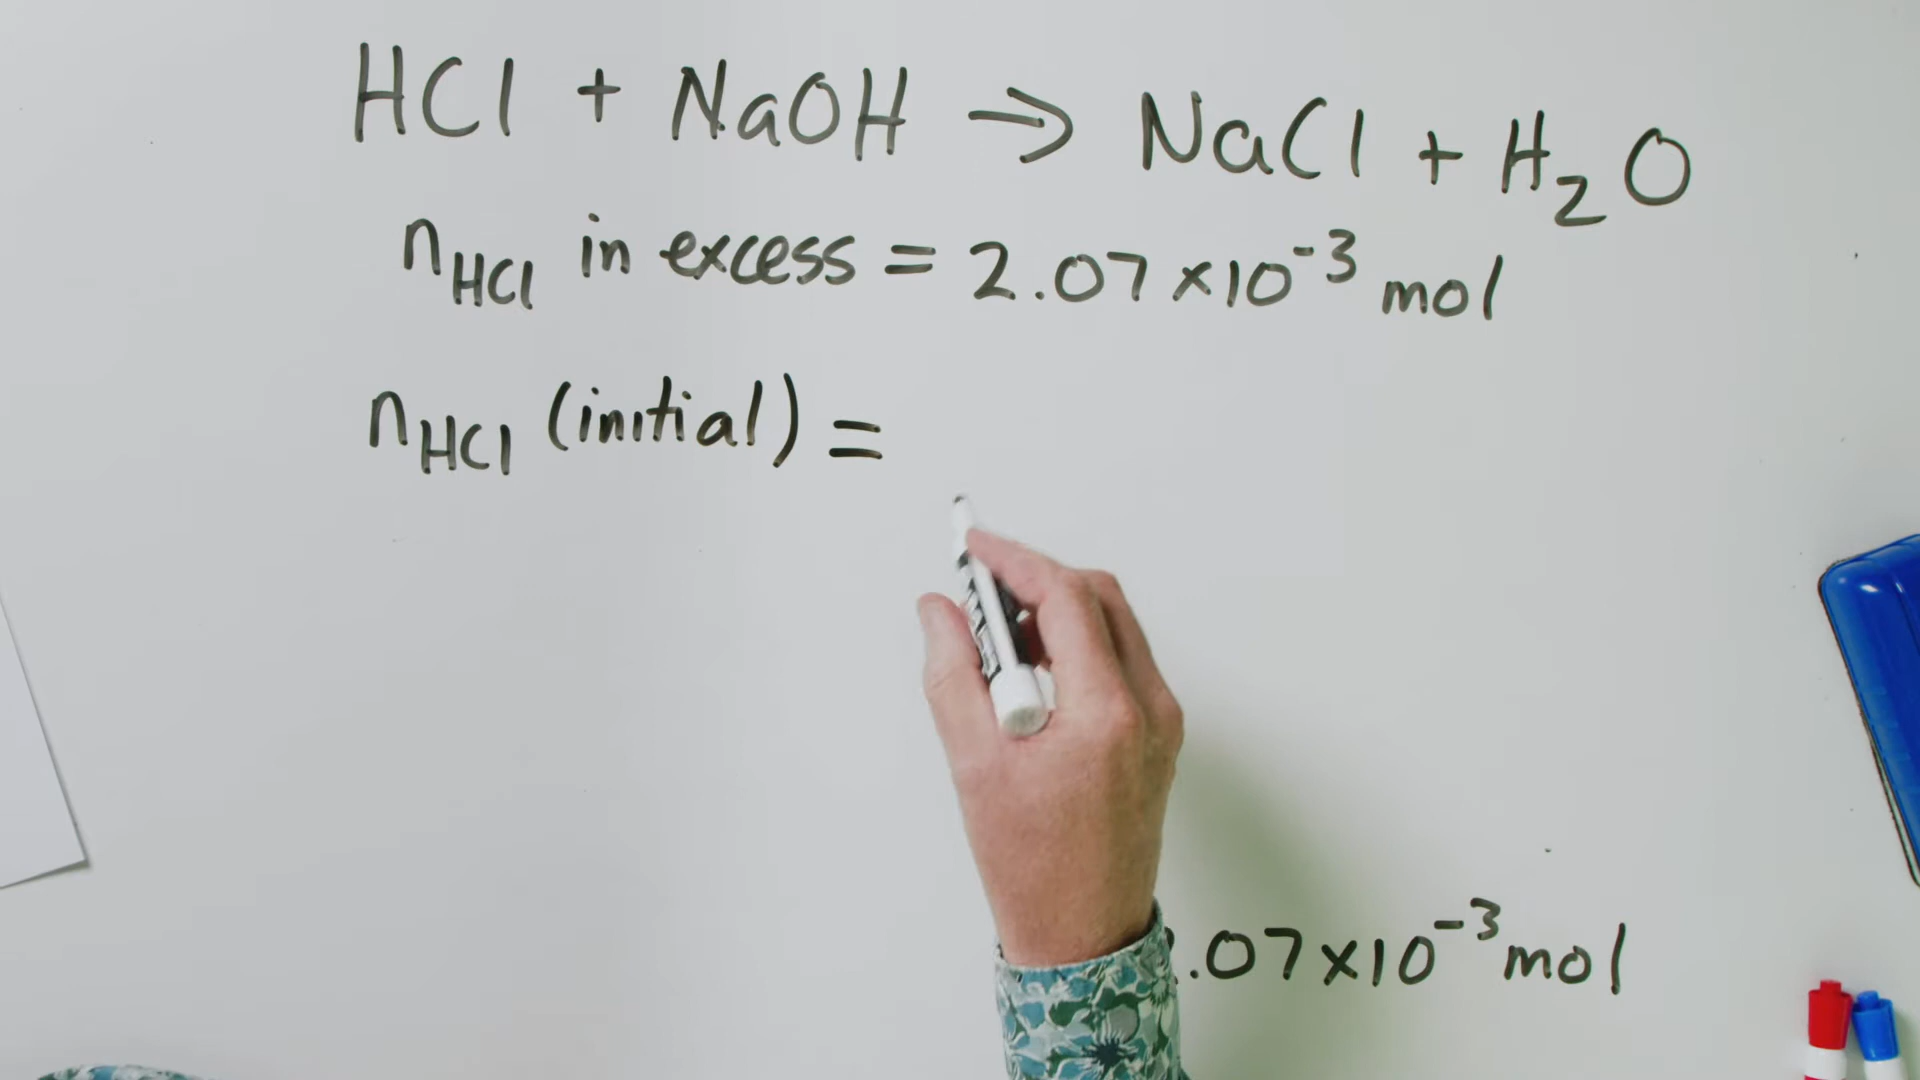 HCl + NaOH → NaCl + H₂O
nHCl in excess = 2.07 × 10⁻³ mol
nHCl (initial) =
.07 × 10⁻³ mol